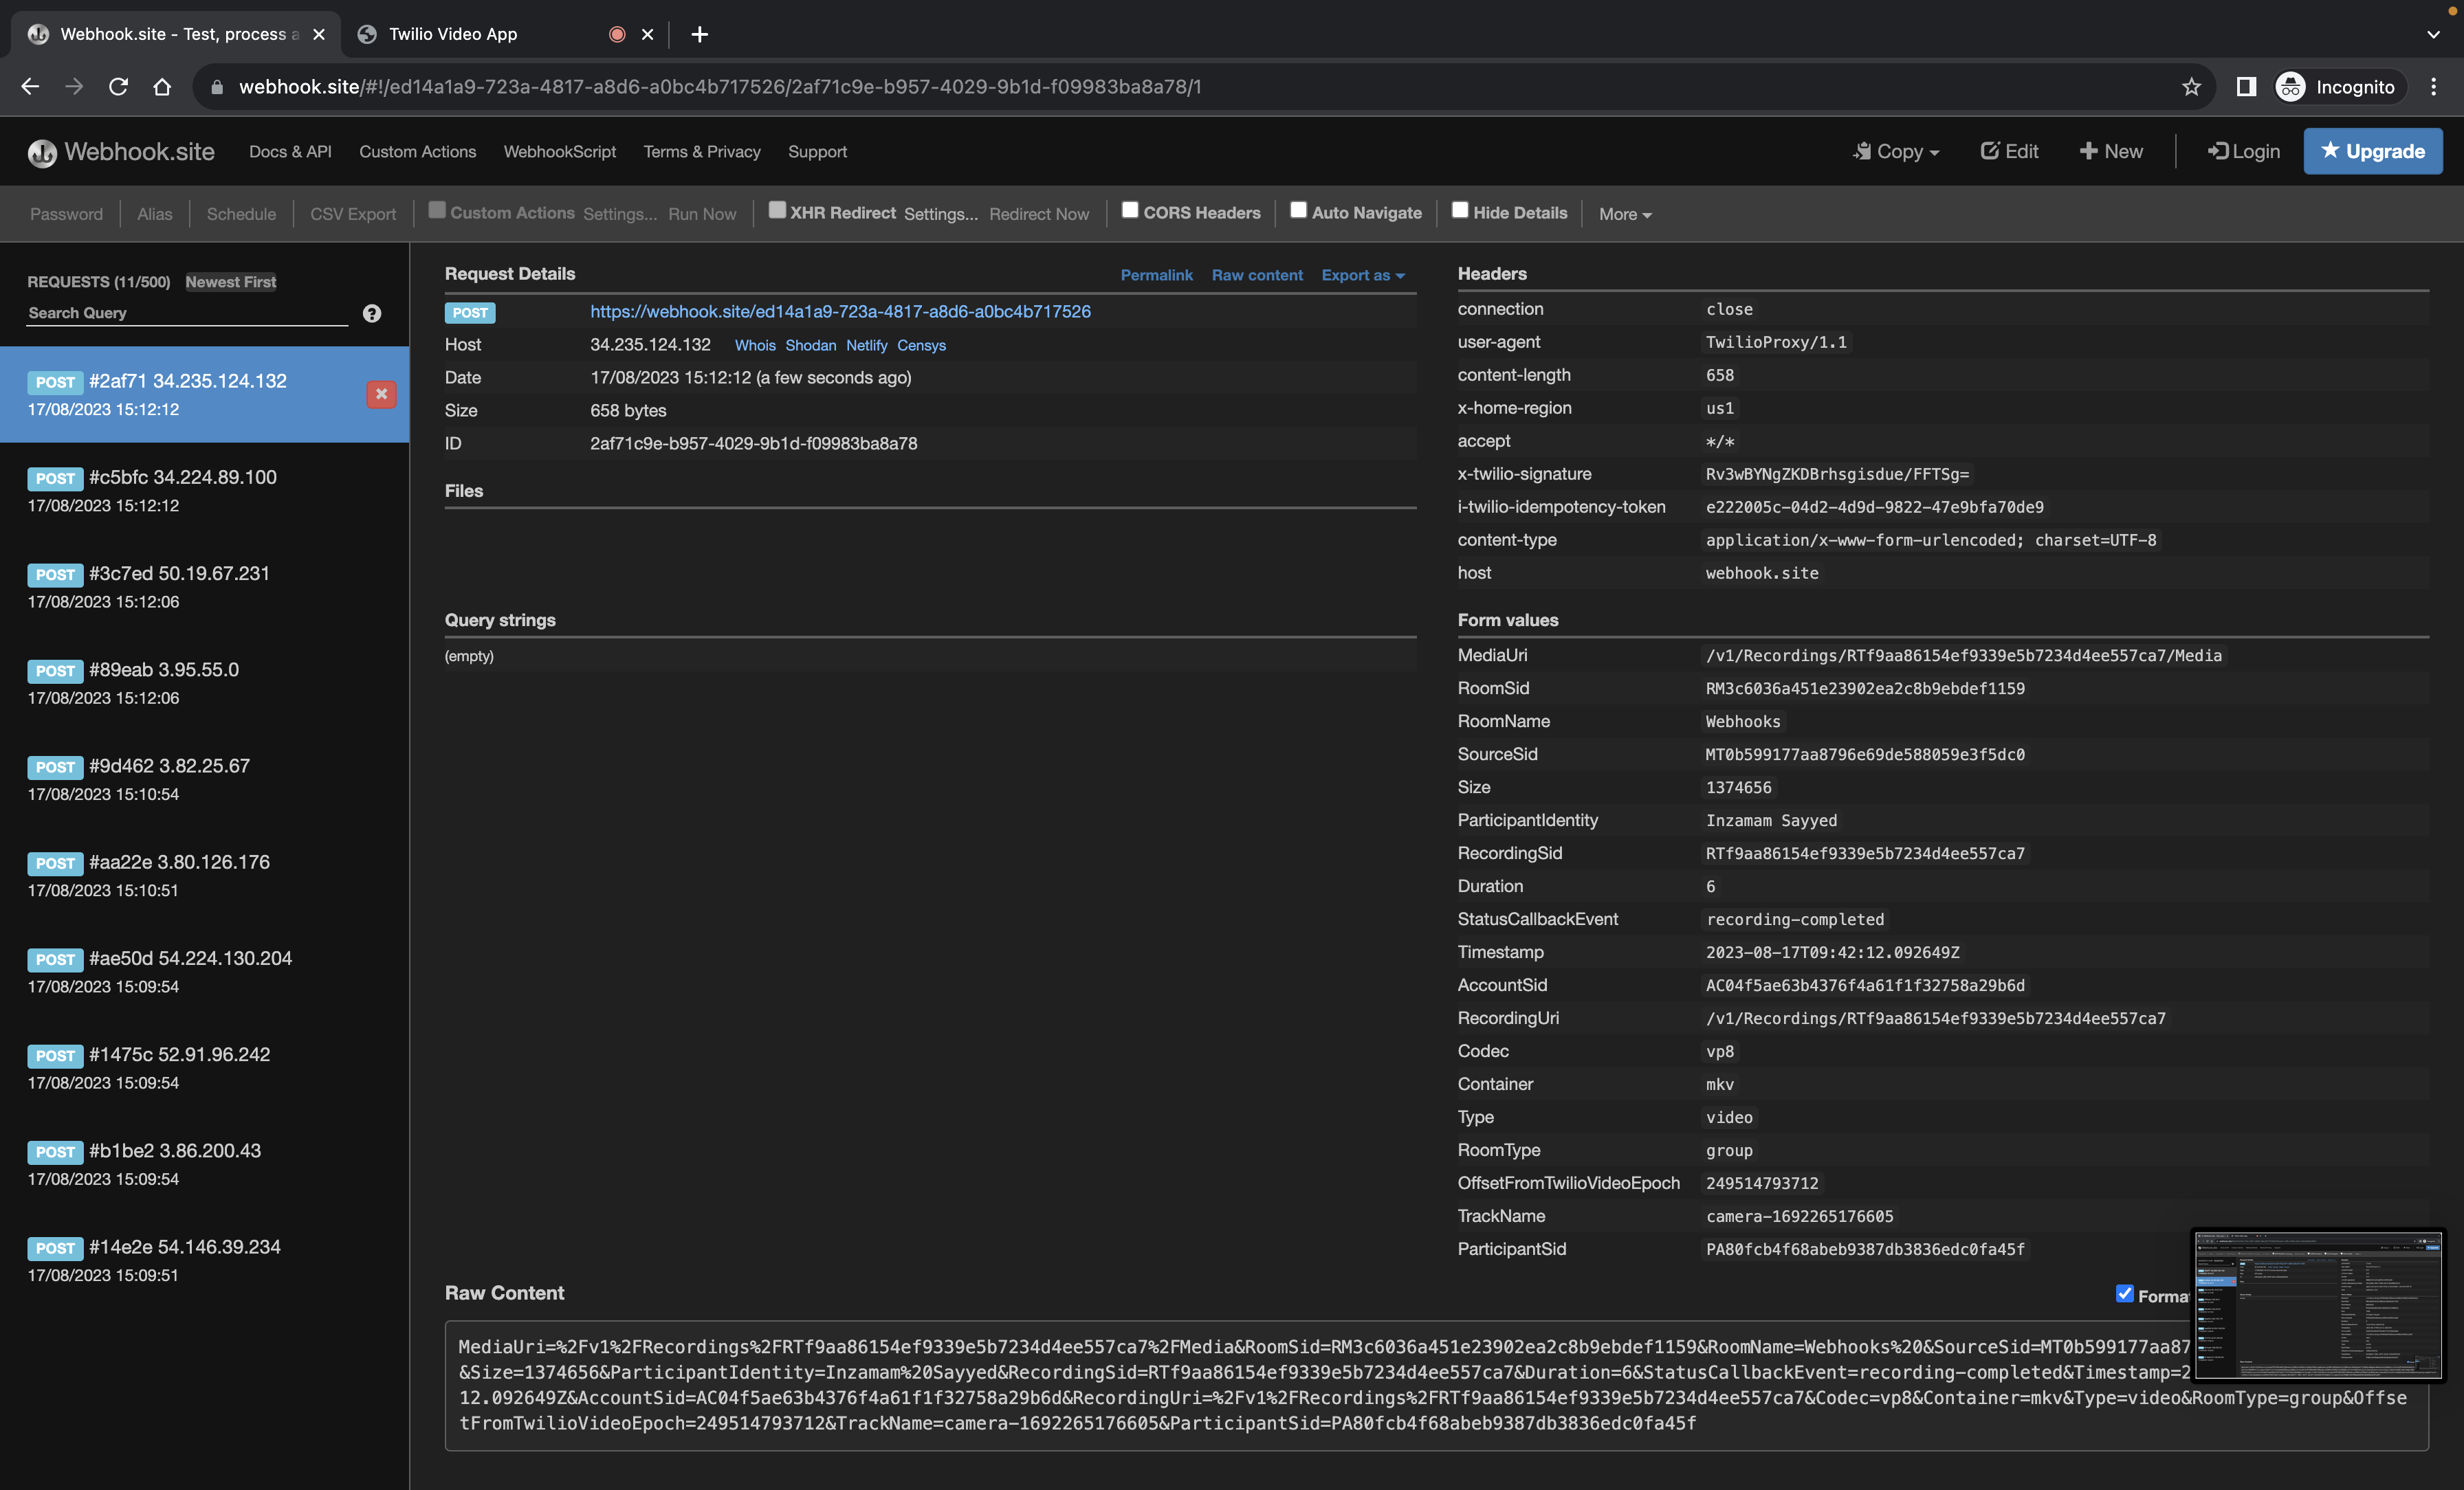 Webhook.site - Test, process a
Twilio Video App
webhook.site/#!/ed14a1a9-723a-4817-a8d6-a0bc4b717526/2af71c9e-b957-4029-9b1d-f09983ba8a78/1
Incognito
Webhook.site Docs & API Custom Actions WebhookScript Terms & Privacy Support Copy Edit New Login Upgrade
Password Alias Schedule CSV Export Custom Actions Settings... Run Now XHR Redirect Settings... Redirect Now CORS Headers Auto Navigate Hide Details More
REQUESTS (11/500) Newest First
Search Query
POST #2af71 34.235.124.132
17/08/2023 15:12:12
POST #c5bfc 34.224.89.100
17/08/2023 15:12:12
POST #3c7ed 50.19.67.231
17/08/2023 15:12:06
POST #89eab 3.95.55.0
17/08/2023 15:12:06
POST #9d462 3.82.25.67
17/08/2023 15:10:54
POST #aa22e 3.80.126.176
17/08/2023 15:10:51
POST #ae50d 54.224.130.204
17/08/2023 15:09:54
POST #1475c 52.91.96.242
17/08/2023 15:09:54
POST #b1be2 3.86.200.43
17/08/2023 15:09:54
POST #14e2e 54.146.39.234
17/08/2023 15:09:51
Request Details Permalink Raw content Export as
POST https://webhook.site/ed14a1a9-723a-4817-a8d6-a0bc4b717526
Host 34.235.124.132 Whois Shodan Netlify Censys
Date 17/08/2023 15:12:12 (a few seconds ago)
Size 658 bytes
ID 2af71c9e-b957-4029-9b1d-f09983ba8a78
Files
Query strings
(empty)
Headers
connection close
user-agent TwilioProxy/1.1
content-length 658
x-home-region us1
accept */*
x-twilio-signature Rv3wBYNgZKDBrhsgisdue/FFTSg=
i-twilio-idempotency-token e222005c-04d2-4d9d-9822-47e9bfa70de9
content-type application/x-www-form-urlencoded; charset=UTF-8
host webhook.site
Form values
MediaUri /v1/Recordings/RTf9aa86154ef9339e5b7234d4ee557ca7/Media
RoomSid RM3c6036a451e23902ea2c8b9ebdef1159
RoomName Webhooks
SourceSid MT0b599177aa8796e69de588059e3f5dc0
Size 1374656
ParticipantIdentity Inzamam Sayyed
RecordingSid RTf9aa86154ef9339e5b7234d4ee557ca7
Duration 6
StatusCallbackEvent recording-completed
Timestamp 2023-08-17T09:42:12.092649Z
AccountSid AC04f5ae63b4376f4a61f1f32758a29b6d
RecordingUri /v1/Recordings/RTf9aa86154ef9339e5b7234d4ee557ca7
Codec vp8
Container mkv
Type video
RoomType group
OffsetFromTwilioVideoEpoch 249514793712
TrackName camera-1692265176605
ParticipantSid PA80fcb4f68abeb9387db3836edc0fa45f
Raw Content Forma
MediaUri=%2Fv1%2FRecordings%2FRTf9aa86154ef9339e5b7234d4ee557ca7%2FMedia&RoomSid=RM3c6036a451e23902ea2c8b9ebdef1159&RoomName=Webhooks%20&SourceSid=MT0b599177aa87
&Size=1374656&ParticipantIdentity=Inzamam%20Sayyed&RecordingSid=RTf9aa86154ef9339e5b7234d4ee557ca7&Duration=6&StatusCallbackEvent=recording-completed&Timestamp=2
12.092649Z&AccountSid=AC04f5ae63b4376f4a61f1f32758a29b6d&RecordingUri=%2Fv1%2FRecordings%2FRTf9aa86154ef9339e5b7234d4ee557ca7&Codec=vp8&Container=mkv&Type=video&RoomType=group&Offse
tFromTwilioVideoEpoch=249514793712&TrackName=camera-1692265176605&ParticipantSid=PA80fcb4f68abeb9387db3836edc0fa45f